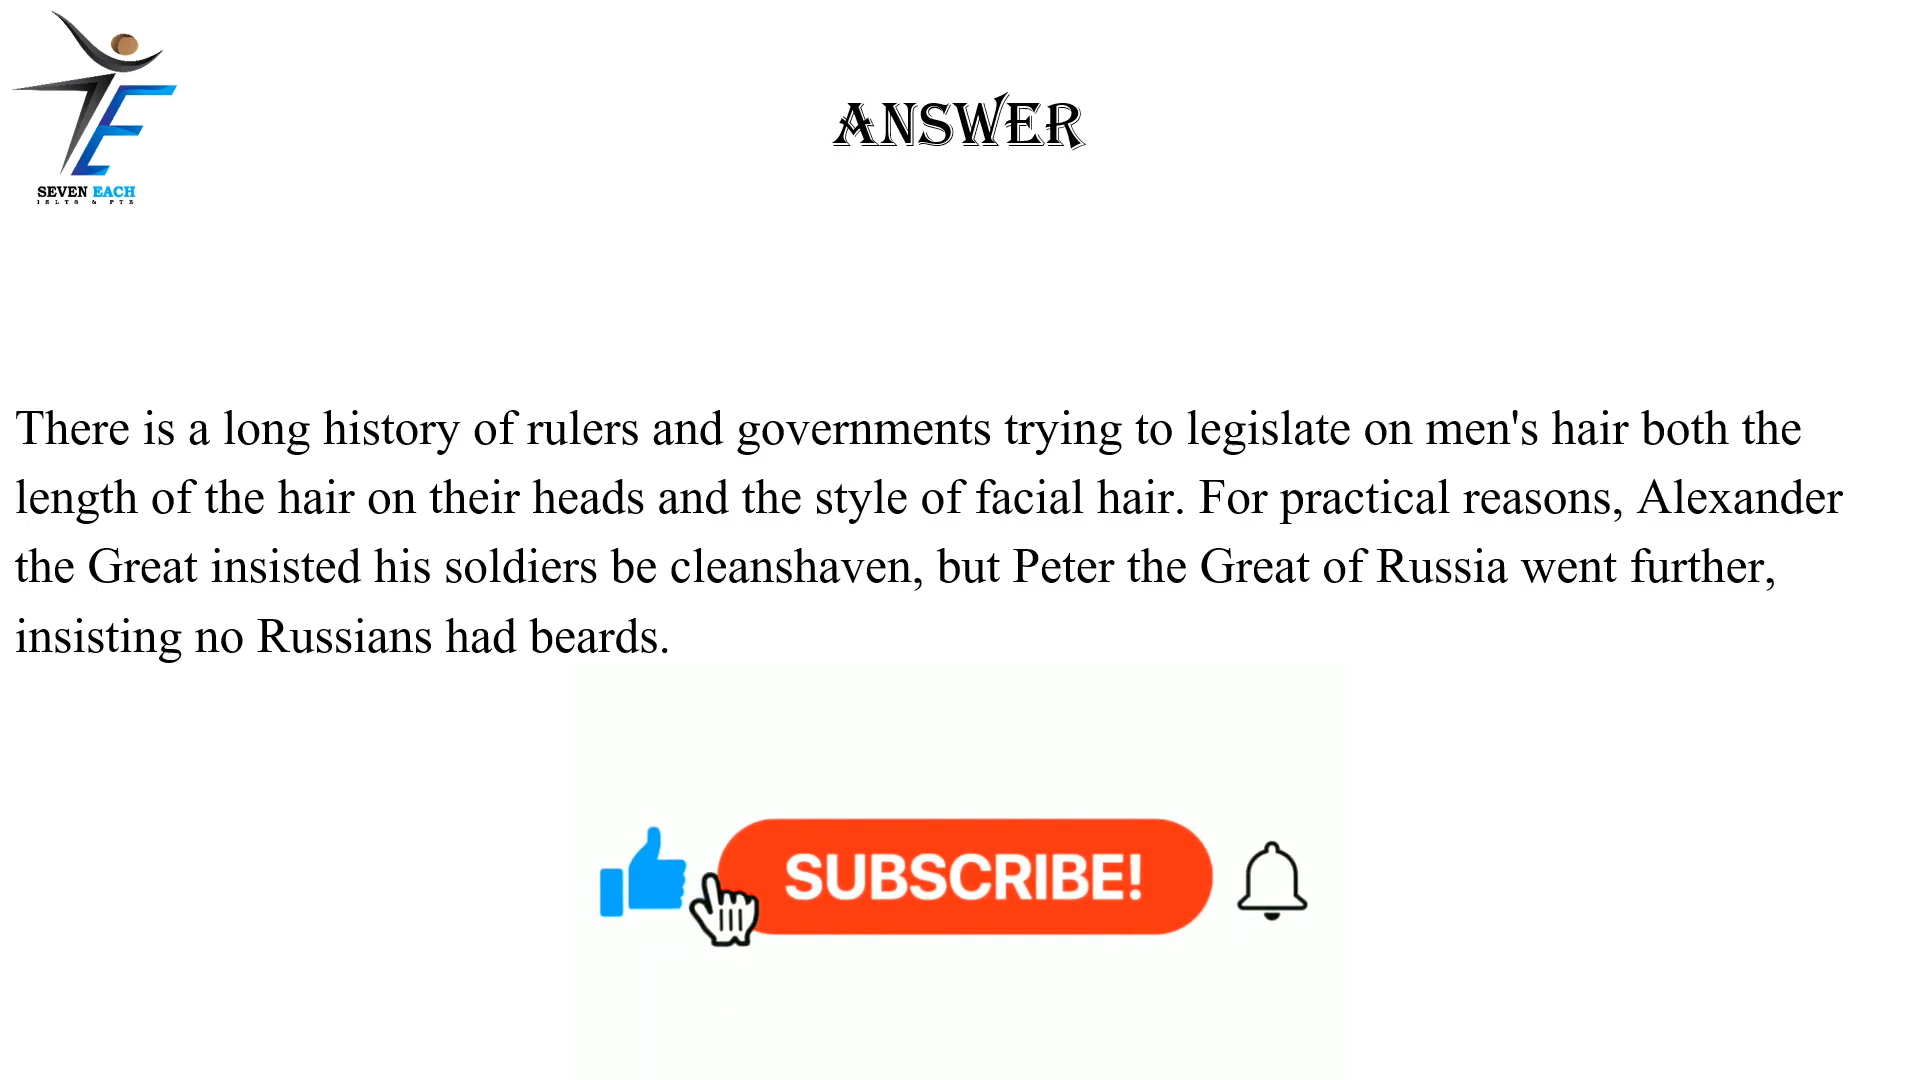 SEVEN EACH
IELTS & PTE
ANSWER
There is a long history of rulers and governments trying to legislate on men's hair both the
length of the hair on their heads and the style of facial hair. For practical reasons, Alexander
the Great insisted his soldiers be cleanshaven, but Peter the Great of Russia went further,
insisting no Russians had beards.
SUBSCRIBE!